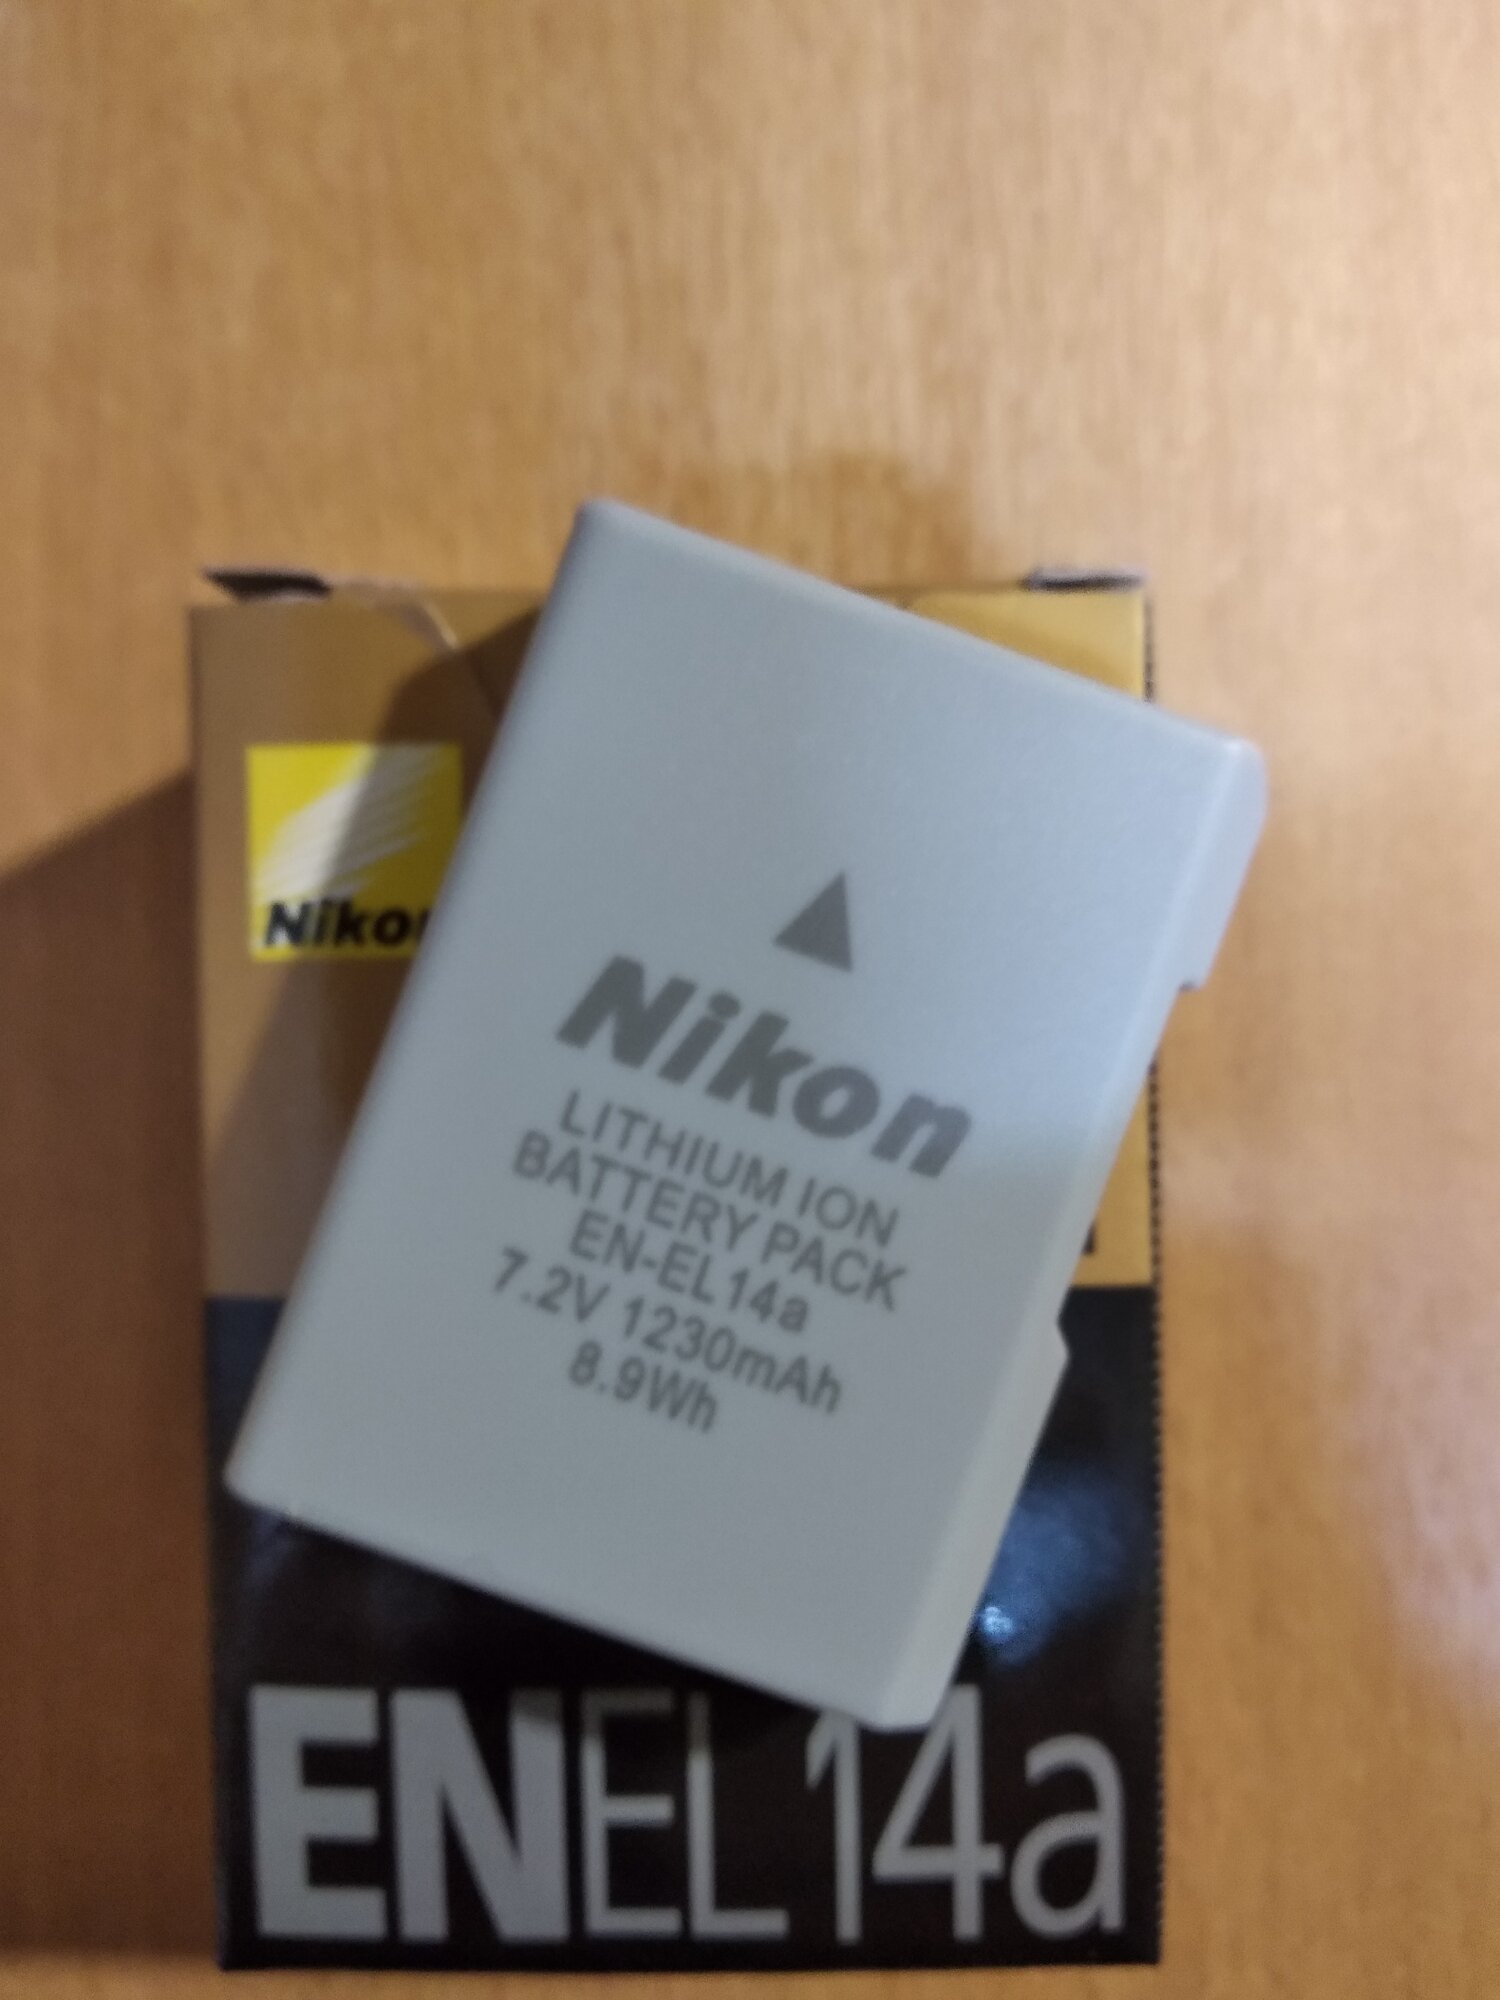 Nikon
Nikon
LITHIUM ION
BATTERY PACK
EN-EL14a
7.2V 1230mAh
8.9Wh
ENEL14a